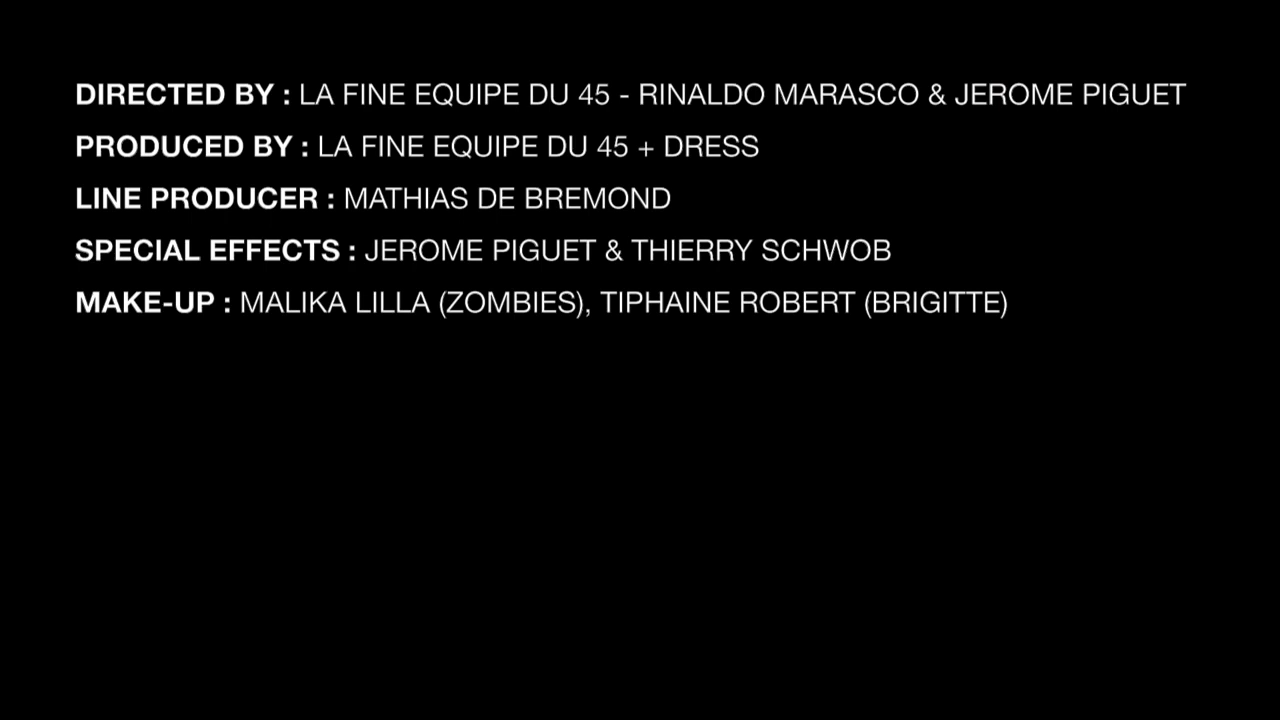 DIRECTED BY : LA FINE EQUIPE DU 45 - RINALDO MARASCO & JEROME PIGUET
PRODUCED BY : LA FINE EQUIPE DU 45 + DRESS
LINE PRODUCER : MATHIAS DE BREMOND
SPECIAL EFFECTS : JEROME PIGUET & THIERRY SCHWOB
MAKE-UP : MALIKA LILLA (ZOMBIES), TIPHAINE ROBERT (BRIGITTE)